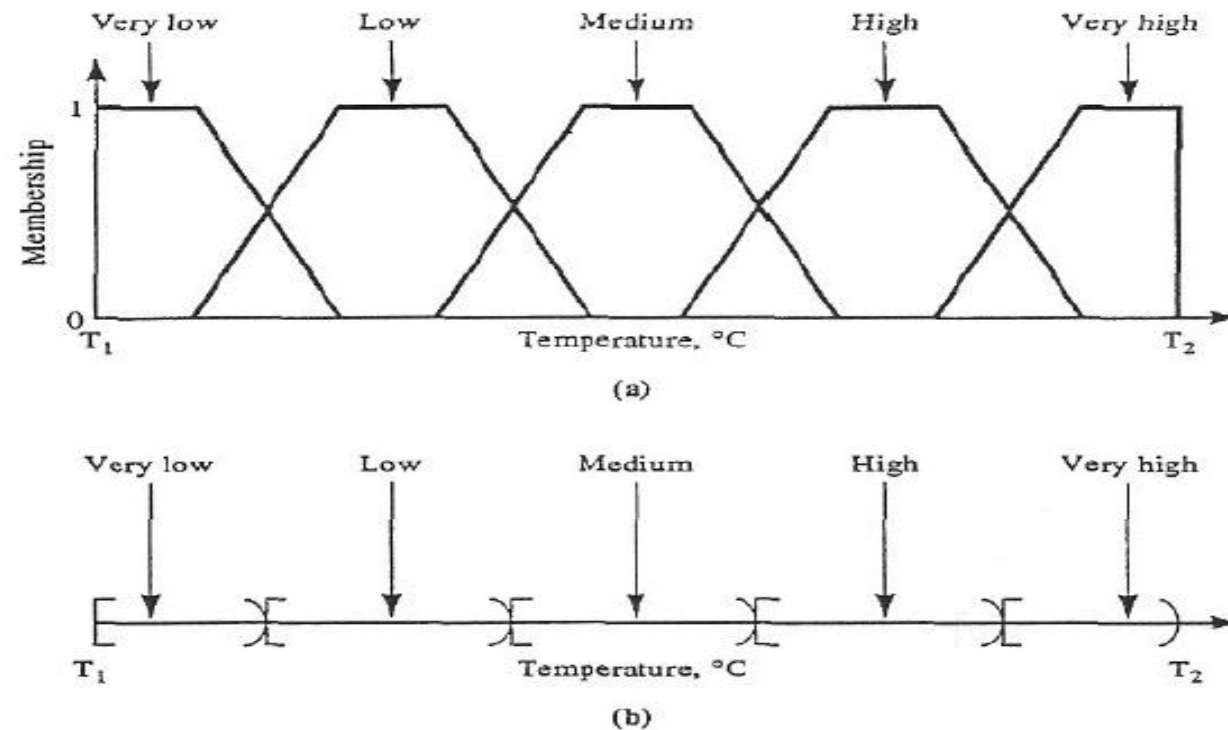 Very low Low Medium High Very high
1
Membership
0
T₁ Temperature, °C T₂
(a)
Very low Low Medium High Very high
T₁ Temperature, °C T₂
(b)